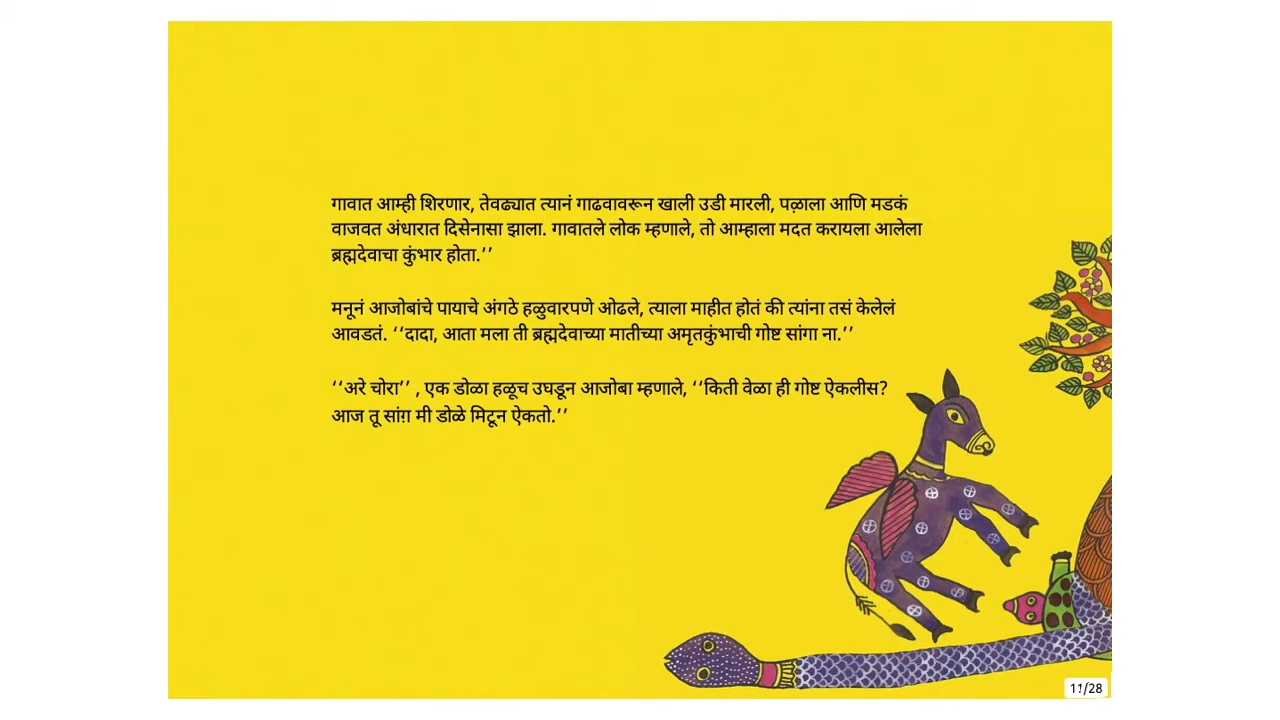 गावात आम्ही शिरणार, तेवढ्यात त्यानं गाढवावरून खाली उडी मारली, पळाला आणि मडकं
वाजवत अंधारात दिसेनासा झाला. गावातले लोक म्हणाले, तो आम्हाला मदत करायला आलेला
ब्रह्मदेवाचा कुंभार होता.’’
मनूनं आजोबांचे पायाचे अंगठे हळुवारपणे ओढले, त्याला माहीत होतं की त्यांना तसं केलेलं
आवडतं. ‘‘दादा, आता मला ती ब्रह्मदेवाच्या मातीच्या अमृतकुंभाची गोष्ट सांगा ना.’’
‘‘अरे चोरा’’ , एक डोळा हळूच उघडून आजोबा म्हणाले, ‘‘किती वेळा ही गोष्ट ऐकलीस?
आज तू सांग़ मी डोळे मिटून ऐकतो.’’
11/28